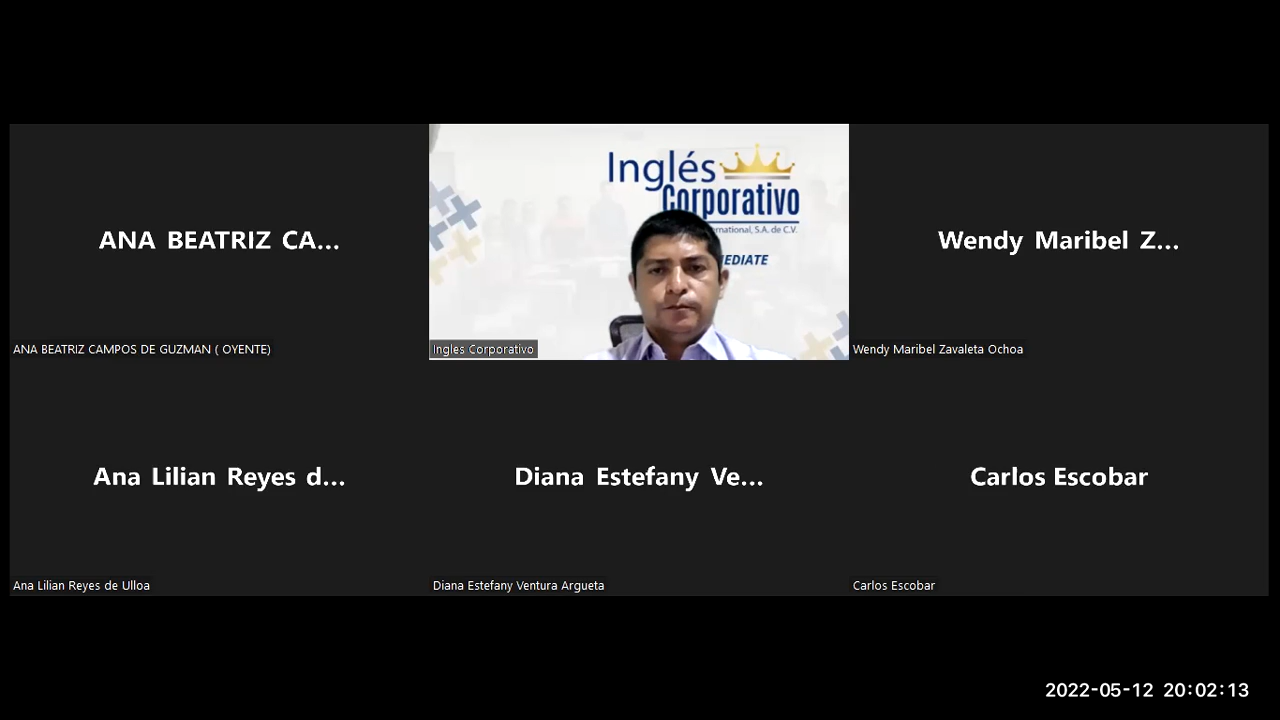 ANA BEATRIZ CA...
ANA BEATRIZ CAMPOS DE GUZMAN ( OYENTE)
Inglés
Corporativo
ernational, S.A. de C.V.
EDIATE
Ingles Corporativo
Wendy Maribel Z...
Wendy Maribel Zavaleta Ochoa
Ana Lilian Reyes d...
Ana Lilian Reyes de Ulloa
Diana Estefany Ve...
Diana Estefany Ventura Argueta
Carlos Escobar
Carlos Escobar
2022-05-12 20:02:13